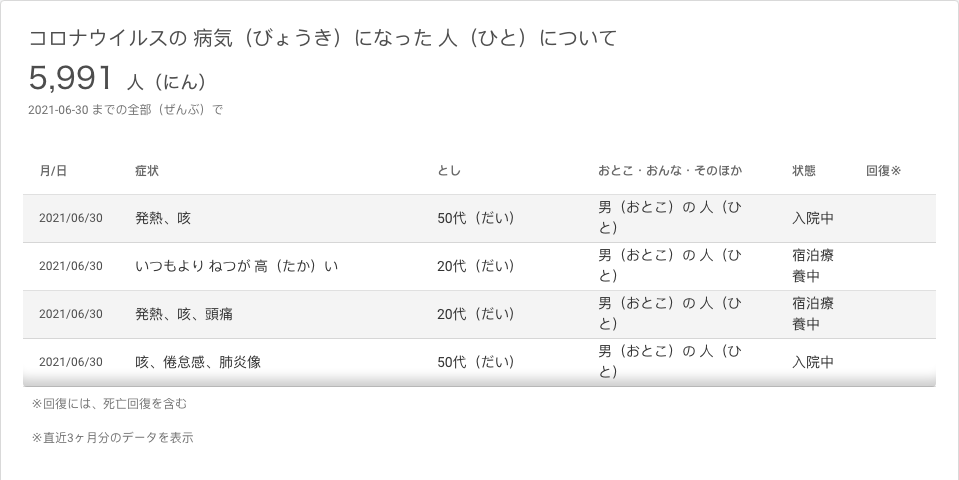 コロナウイルスの 病気（びょうき）になった 人（ひと）について
5,991 人（にん）
2021-06-30 までの全部（ぜんぶ）で
月/日 症状 とし おとこ・おんな・そのほか 状態 回復※
2021/06/30 発熱、咳 50代（だい） 男（おとこ）の 人（ひ
と） 入院中
2021/06/30 いつもより ねつが 高（たか）い 20代（だい） 男（おとこ）の 人（ひ
と） 宿泊療
養中
2021/06/30 発熱、咳、頭痛 20代（だい） 男（おとこ）の 人（ひ
と） 宿泊療
養中
2021/06/30 咳、倦怠感、肺炎像 50代（だい） 男（おとこ）の 人（ひ
と） 入院中
※回復には、死亡回復を含む
※直近3ヶ月分のデータを表示